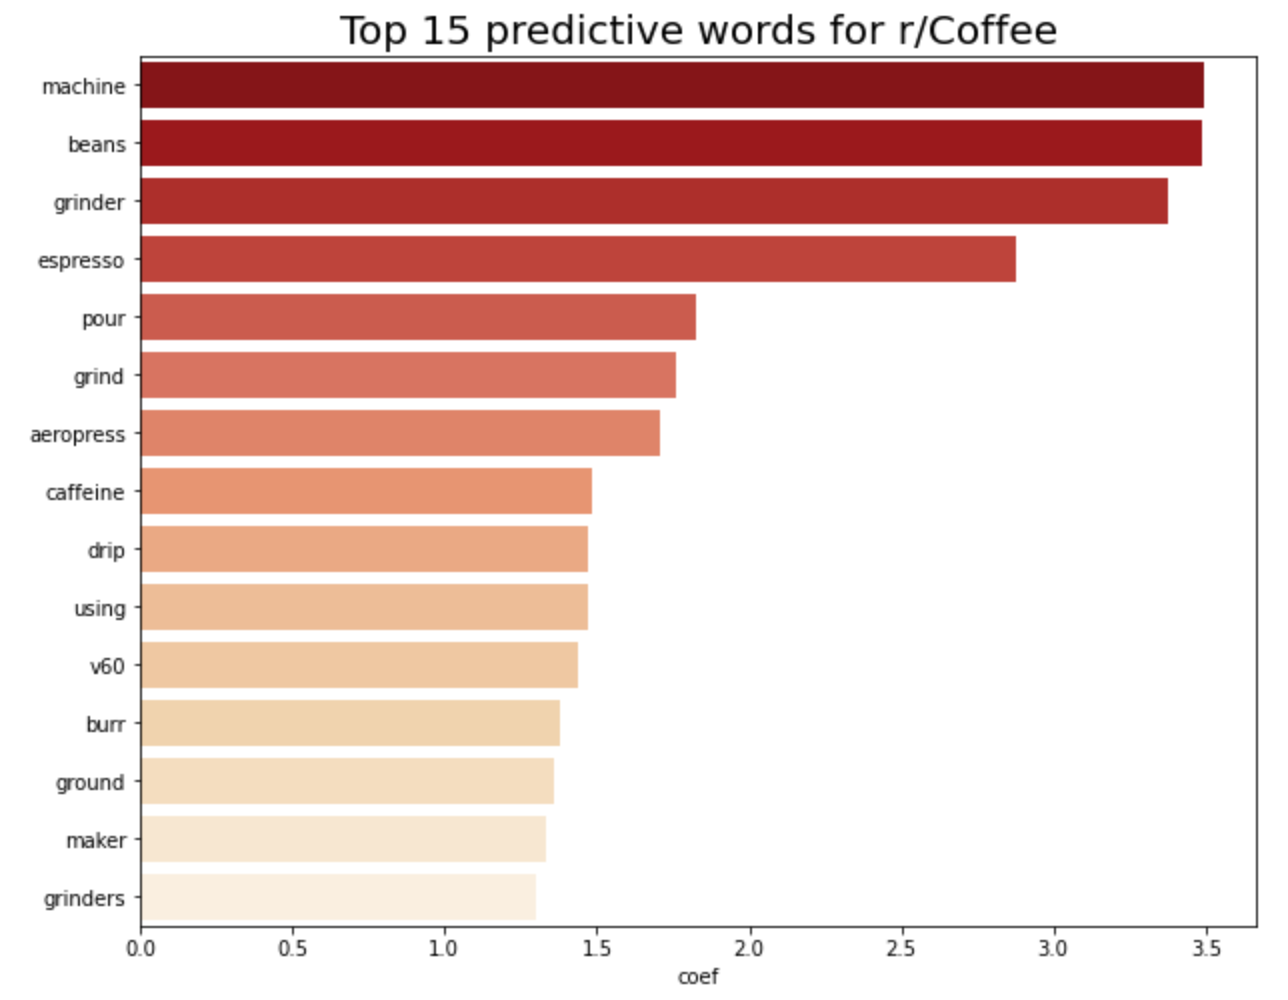 Top 15 predictive words for r/Coffee
machine
beans
grinder
espresso
pour
grind
aeropress
caffeine
drip
using
v60
burr
ground
maker
grinders
0.0 0.5 1.0 1.5 2.0 2.5 3.0 3.5
coef